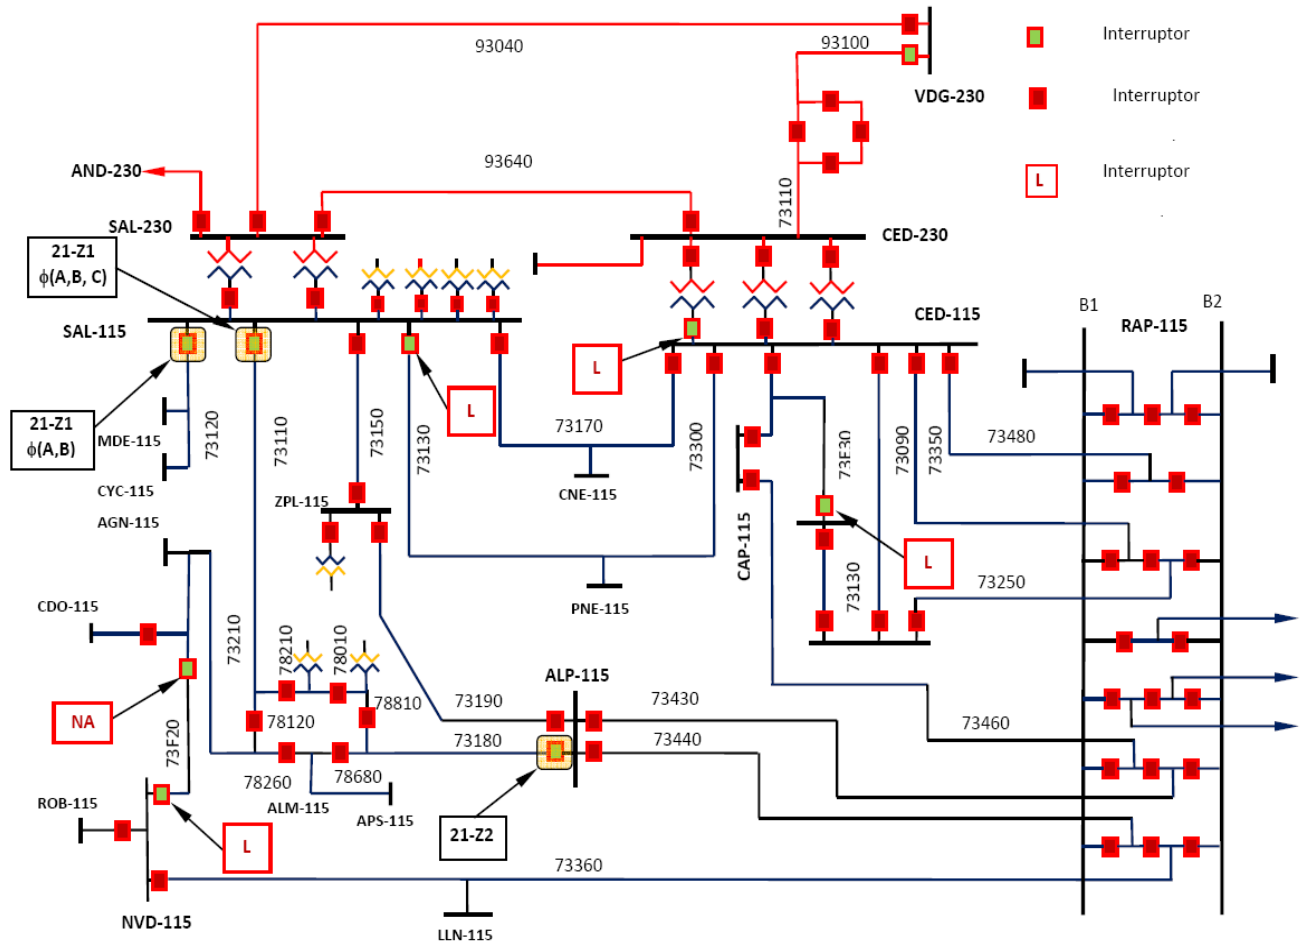 93040
93100
VDG-230
Interruptor
Interruptor
.
Interruptor
L
.
AND-230
93640
73110
SAL-230
CED-230
21-Z1
ϕ(A,B, C)
SAL-115
CED-115
B1
B2
RAP-115
L
L
21-Z1
ϕ(A,B)
MDE-115
CYC-115
AGN-115
73120
73110
73150
73130
73170
73300
73E30
73090
73350
73480
ZPL-115
CNE-115
CAP-115
L
73130
73250
PNE-115
CDO-115
73210
78210
78010
NA
73F20
78120
78810
ALP-115
73190
73430
73180
73440
73460
78260
78680
ALM-115
APS-115
ROB-115
L
21-Z2
73360
NVD-115
LLN-115